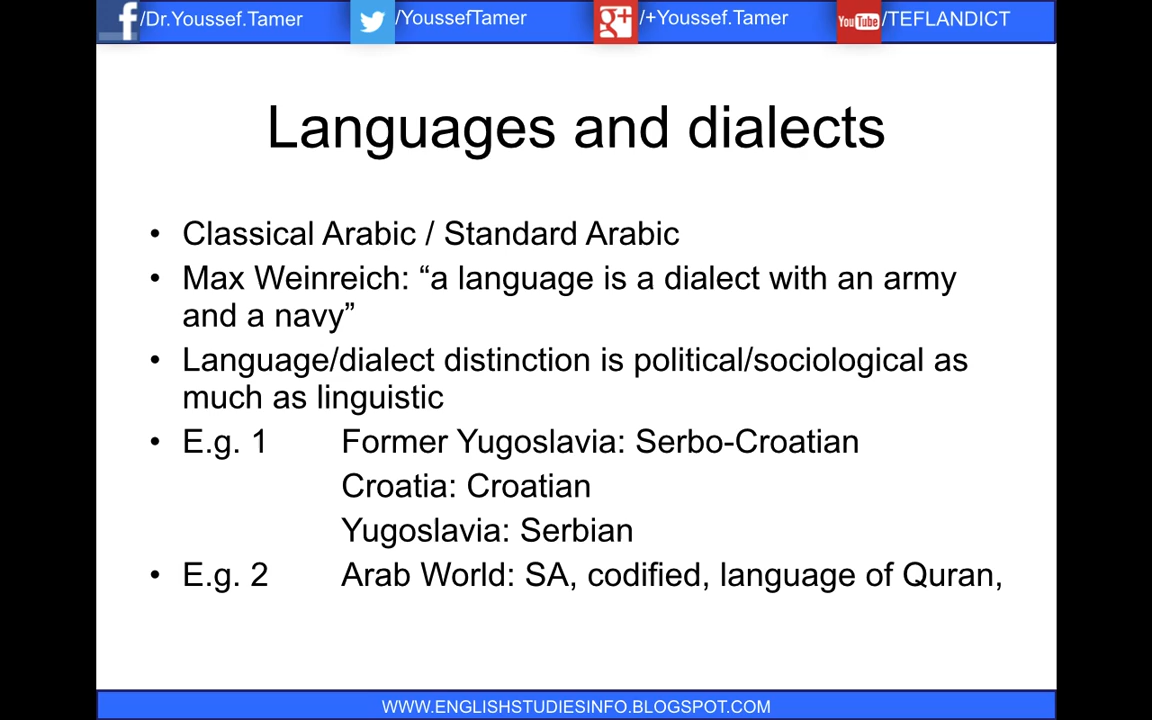 /Dr.Youssef.Tamer /YoussefTamer /+Youssef.Tamer YouTube /TEFLANDICT
Languages and dialects
• Classical Arabic / Standard Arabic
• Max Weinreich: “a language is a dialect with an army
and a navy”
• Language/dialect distinction is political/sociological as
much as linguistic
• E.g. 1 Former Yugoslavia: Serbo-Croatian
Croatia: Croatian
Yugoslavia: Serbian
• E.g. 2 Arab World: SA, codified, language of Quran,
WWW.ENGLISHSTUDIESINFO.BLOGSPOT.COM